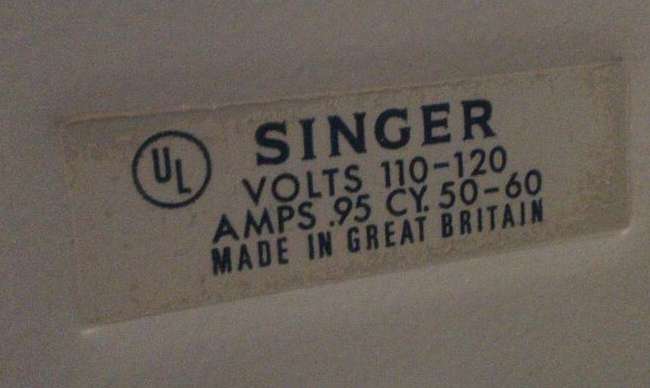 UL
SINGER
VOLTS 110-120
AMPS .95 CY. 50-60
MADE IN GREAT BRITAIN